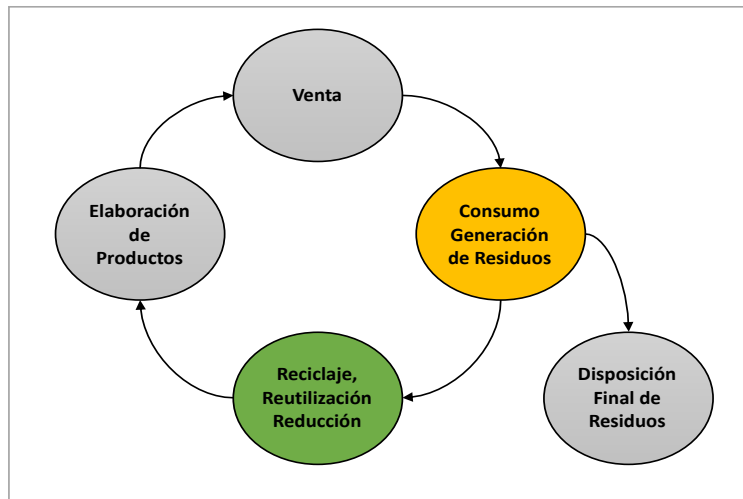 Venta
Elaboración
de
Productos
Consumo
Generación
de Residuos
Reciclaje,
Reutilización
Reducción
Disposición
Final de
Residuos